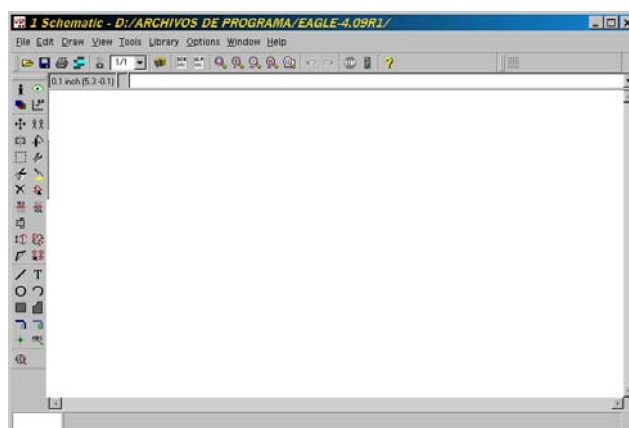 1 Schematic - D:/ARCHIVOS DE PROGRAMA/EAGLE-4.09R1/
File Edit Draw View Tools Library Options Window Help
1/1
0.1 inch (5.3 -0.1)
T